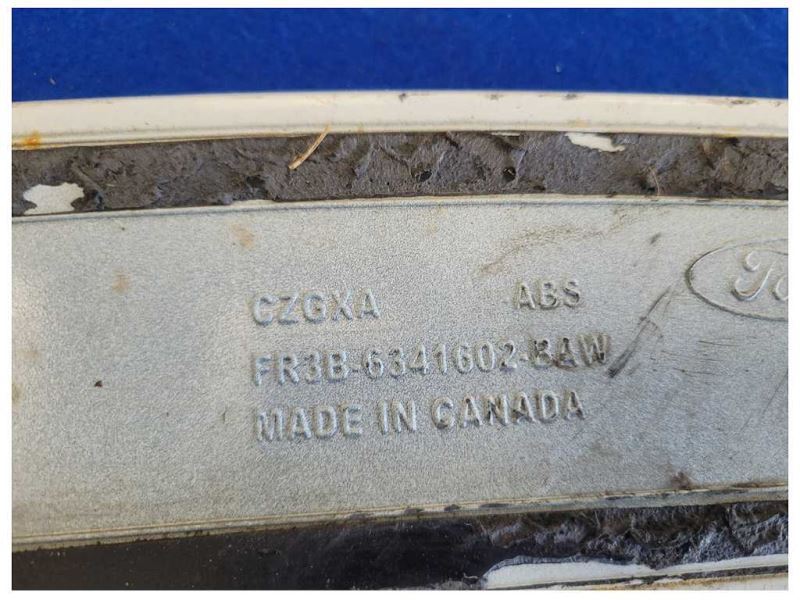 CZGXA ABS
FR3B-6341602-BAW
MADE IN CANADA